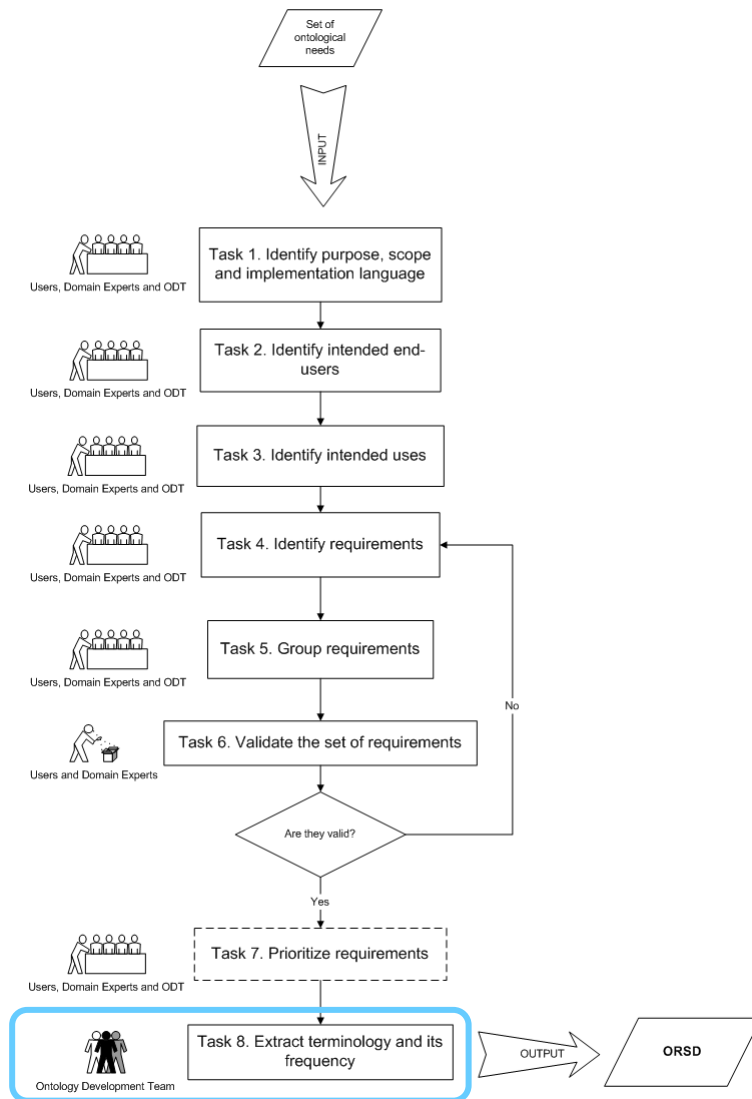 Set of
ontological
needs
INPUT
Task 1. Identify purpose, scope
and implementation language
Users, Domain Experts and ODT
Task 2. Identify intended end-
users
Users, Domain Experts and ODT
Task 3. Identify intended uses
Users, Domain Experts and ODT
Task 4. Identify requirements
Users, Domain Experts and ODT
Task 5. Group requirements
Users, Domain Experts and ODT
No
Task 6. Validate the set of requirements
Users and Domain Experts
Are they valid?
Yes
Task 7. Prioritize requirements
Users, Domain Experts and ODT
Task 8. Extract terminology and its
frequency
Ontology Development Team
OUTPUT
ORSD